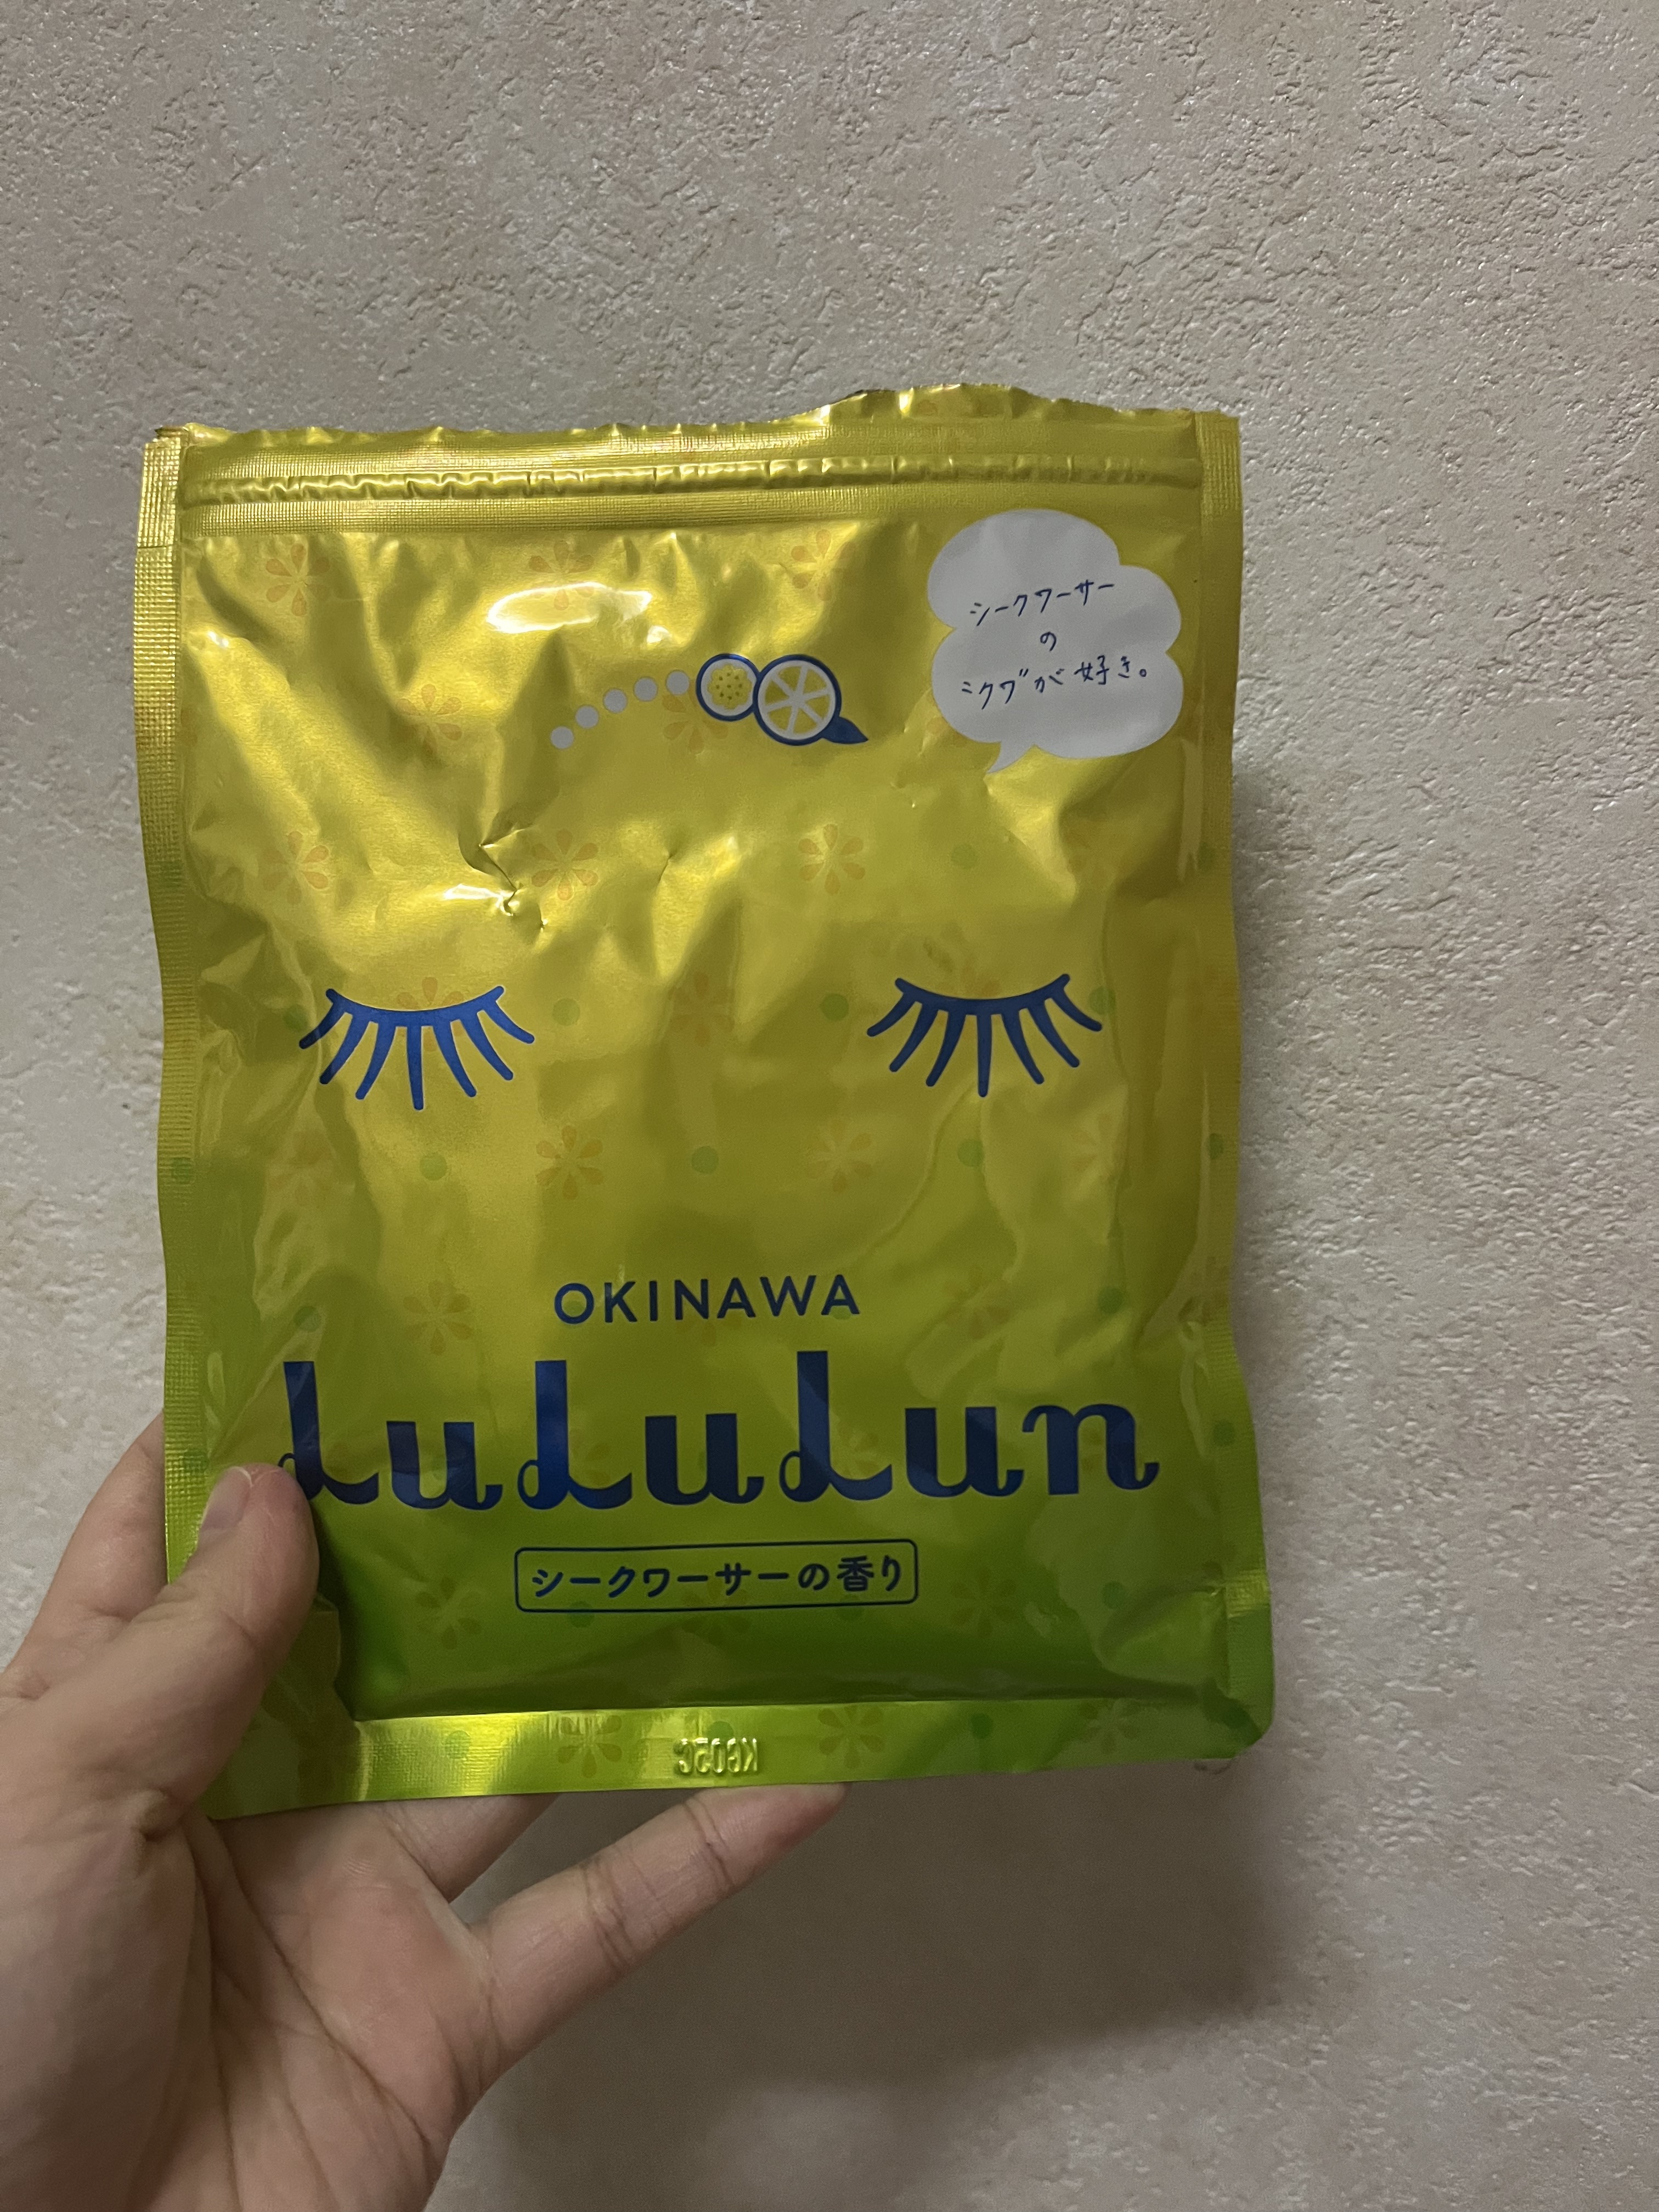 シークワーサー
の
ミクワ゛が好き。
OKINAWA
LuLuLun
シークワーサーの香り